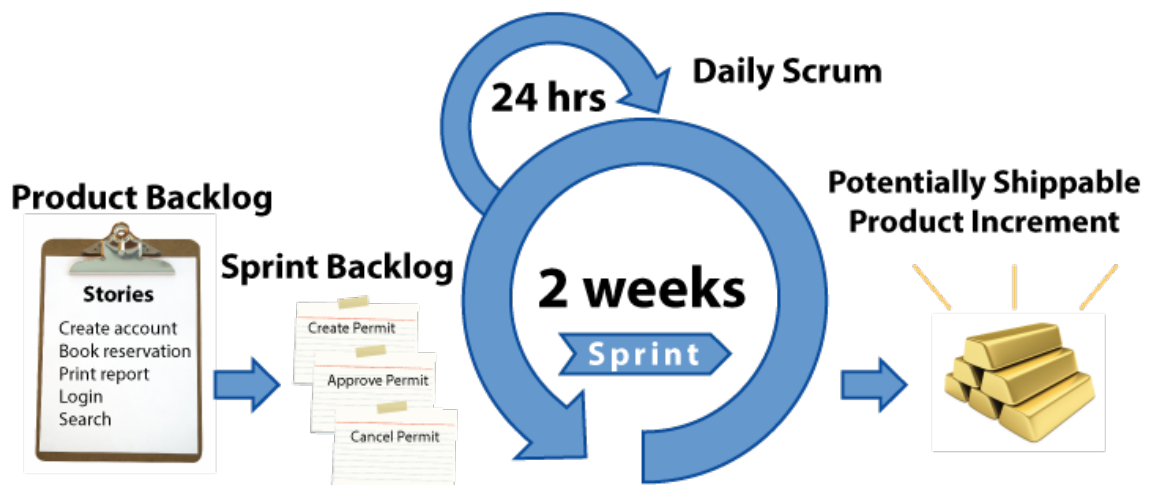 Product Backlog
Stories
Create account
Book reservation
Print report
Login
Search
Sprint Backlog
Create Permit
Approve Permit
Cancel Permit
24 hrs
Daily Scrum
2 weeks
Sprint
Potentially Shippable
Product Increment